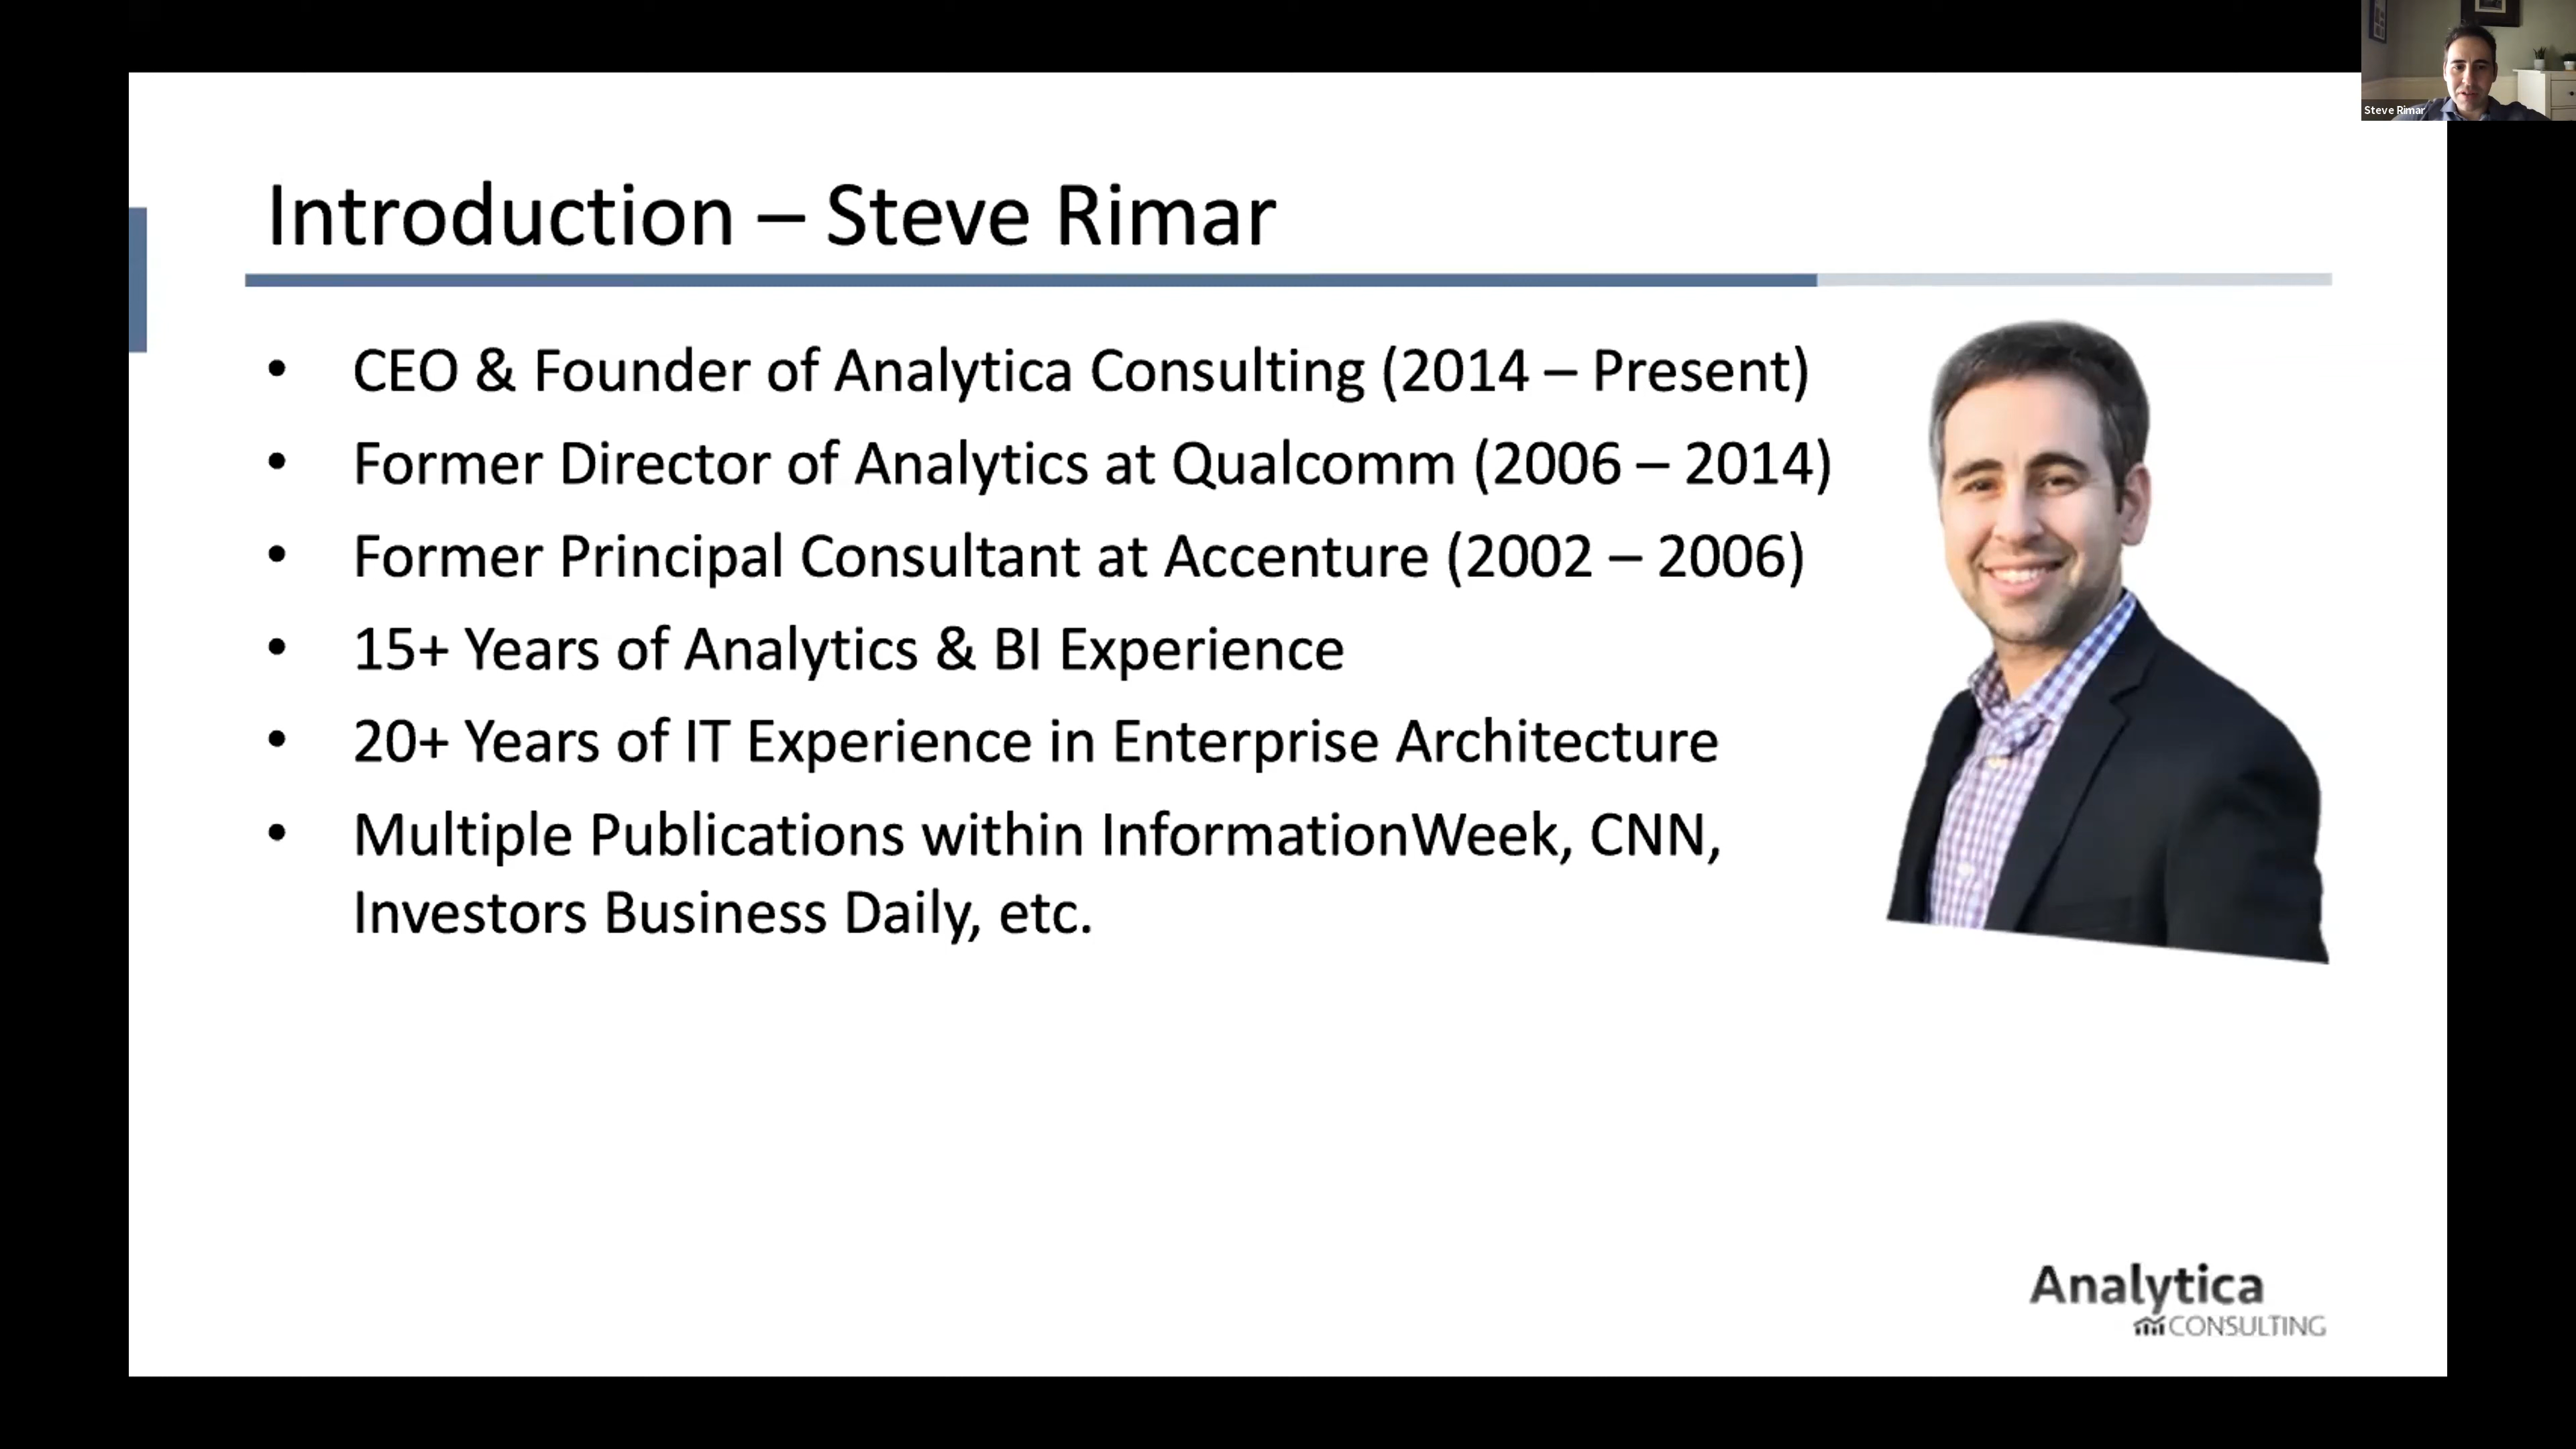 Steve Rimar
Introduction – Steve Rimar
• CEO & Founder of Analytica Consulting (2014 – Present)
• Former Director of Analytics at Qualcomm (2006 – 2014)
• Former Principal Consultant at Accenture (2002 – 2006)
• 15+ Years of Analytics & BI Experience
• 20+ Years of IT Experience in Enterprise Architecture
• Multiple Publications within InformationWeek, CNN,
Investors Business Daily, etc.
Analytica
CONSULTING